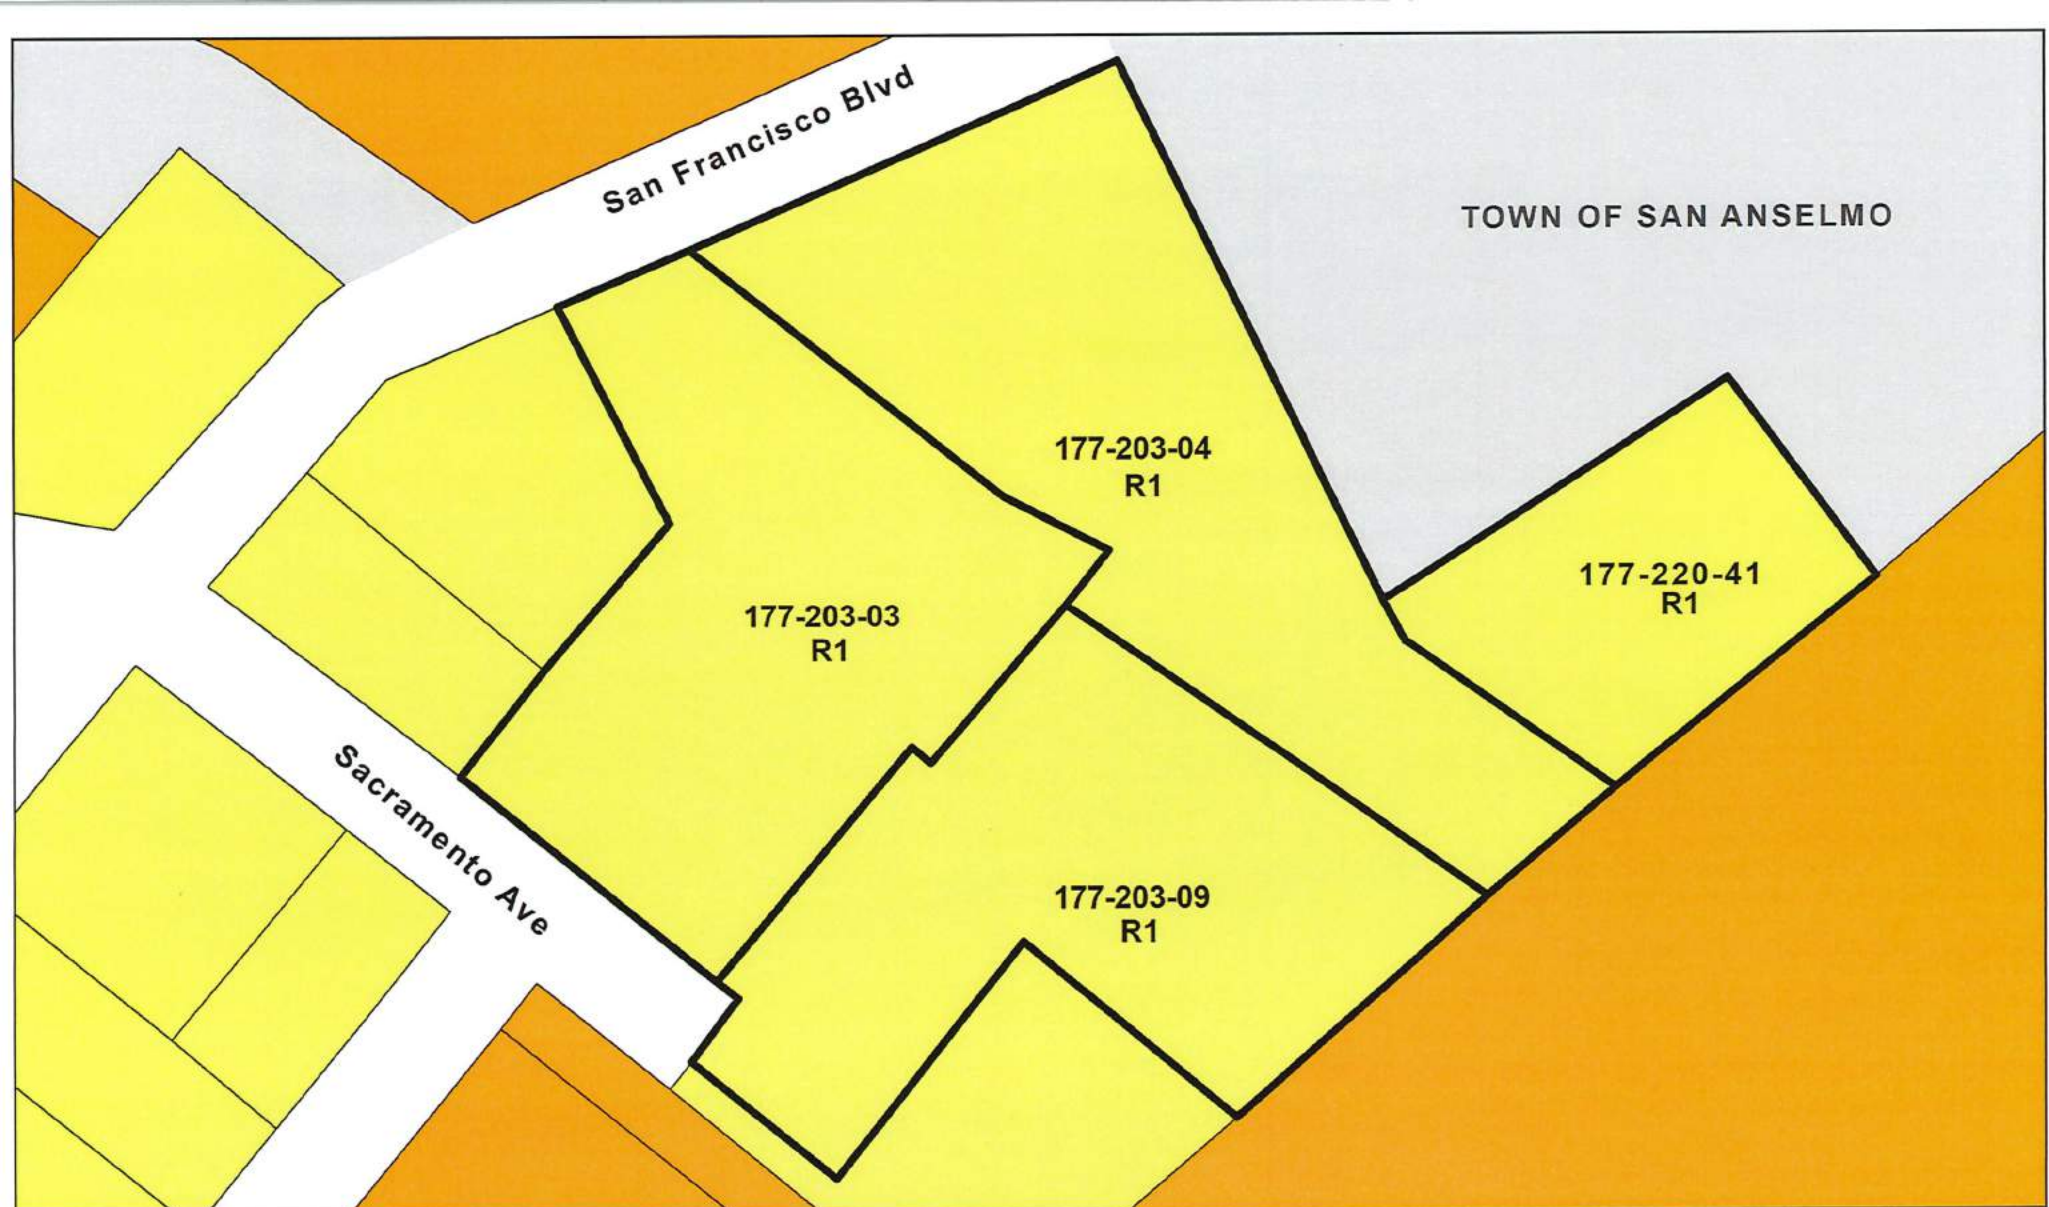 San Francisco Blvd
TOWN OF SAN ANSELMO
177-203-04
R1
177-220-41
R1
177-203-03
R1
Sacramento Ave
177-203-09
R1